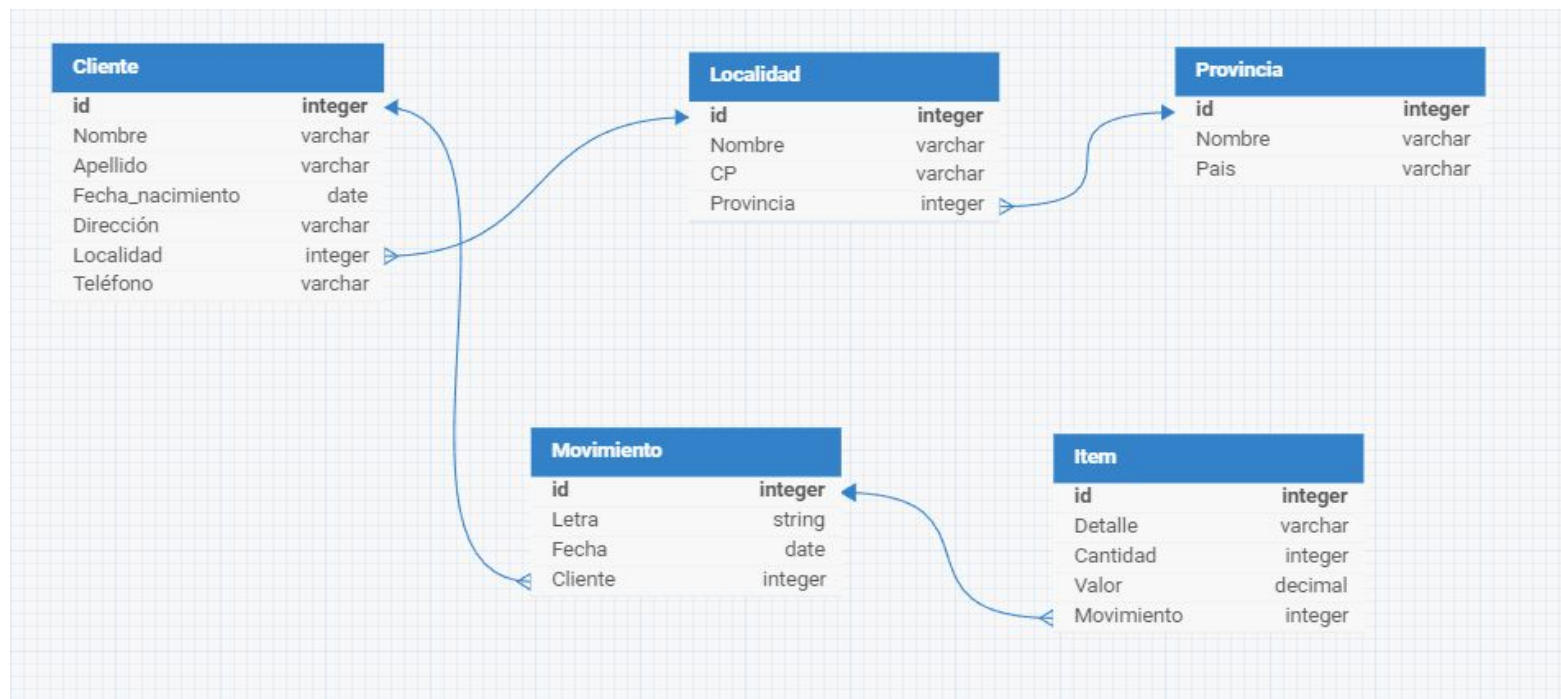 Cliente
id integer
Nombre varchar
Apellido varchar
Fecha_nacimiento date
Dirección varchar
Localidad integer
Teléfono varchar
Localidad
id integer
Nombre varchar
CP varchar
Provincia integer
Provincia
id integer
Nombre varchar
Pais varchar
Movimiento
id integer
Letra string
Fecha date
Cliente integer
Item
id integer
Detalle varchar
Cantidad integer
Valor decimal
Movimiento integer